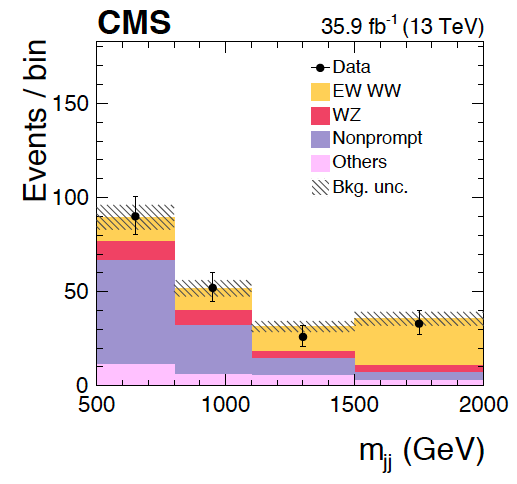 CMS 35.9 fb⁻¹ (13 TeV)
Events / bin
150
100
50
0
Data
EW WW
WZ
Nonprompt
Others
Bkg. unc.
500 1000 1500 2000
m_jj (GeV)